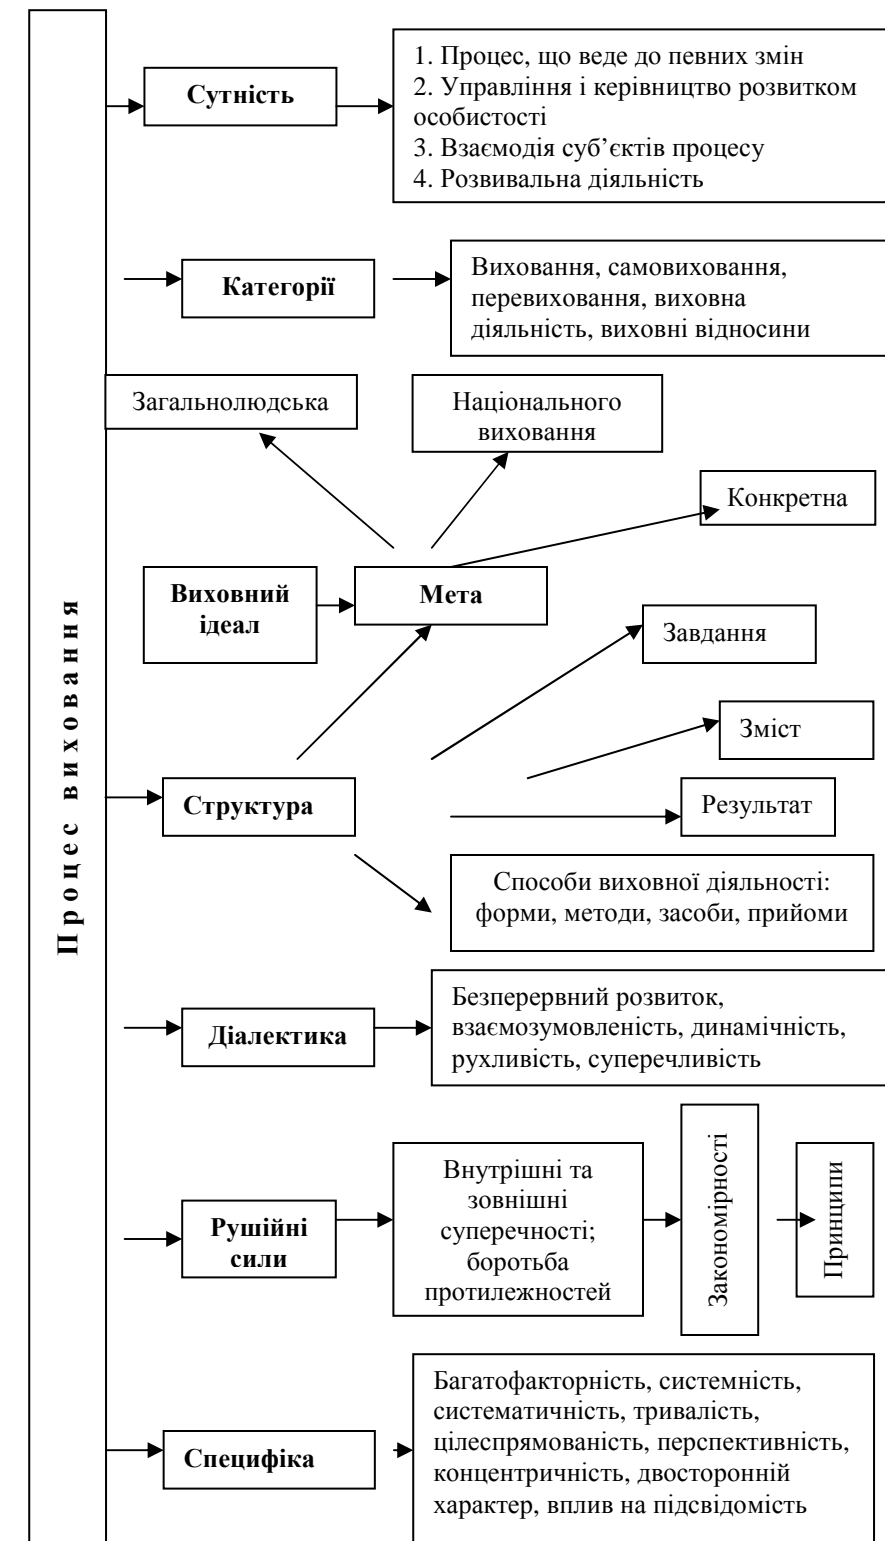 Процес виховання
Сутність
1. Процес, що веде до певних змін
2. Управління і керівництво розвитком
особистості
3. Взаємодія суб’єктів процесу
4. Розвивальна діяльність
Категорії
Виховання, самовиховання,
перевиховання, виховна
діяльність, виховні відносини
Загальнолюдська
Національного
виховання
Конкретна
Виховний
ідеал
Мета
Завдання
Зміст
Структура
Результат
Способи виховної діяльності:
форми, методи, засоби, прийоми
Діалектика
Безперервний розвиток,
взаємозумовленість, динамічність,
рухливість, суперечливість
Рушійні
сили
Внутрішні та
зовнішні
суперечності;
боротьба
протилежностей
Закономірності
Принципи
Специфіка
Багатофакторність, системність,
систематичність, тривалість,
цілеспрямованість, перспективність,
концентричність, двосторонній
характер, вплив на підсвідомість